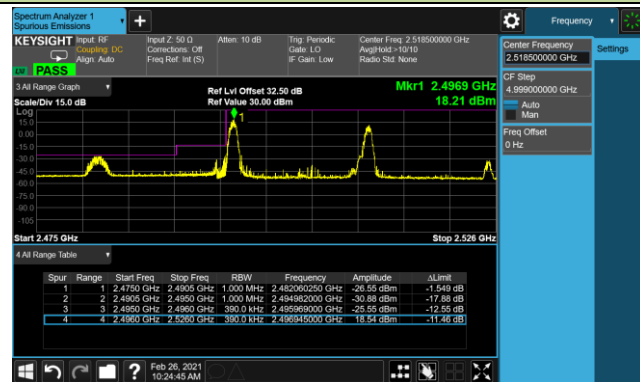 Spectrum Analyzer 1
Spurious Emissions
Frequency
KEYSIGHT
Input: RF
Coupling: DC
Align: Auto
Input Z: 50 Ω
Corrections: Off
Freq Ref: Int (S)
Atten: 10 dB
Trig: Periodic
Gate: LO
IF Gain: Low
Center Freq: 2.518500000 GHz
Avg|Hold:>10/10
Radio Std: None
PASS
Center Frequency
2.518500000 GHz
Settings
CF Step
4.999000000 GHz
Auto
Man
Freq Offset
0 Hz
3 All Range Graph
Ref Lvl Offset 32.50 dB
Mkr1 2.4969 GHz
Scale/Div 15.0 dB
Ref Value 30.00 dBm
18.21 dBm
Log
15.0
0.00
-15.0
-30.0
-45.0
-60.0
-75.0
-90.0
-105
1
Start 2.475 GHz
Stop 2.526 GHz
4 All Range Table
Spur Range Start Freq Stop Freq RBW Frequency Amplitude ΔLimit
1 1 2.4750 GHz 2.4905 GHz 1.000 MHz 2.482060250 GHz -26.55 dBm -1.549 dB
2 2 2.4905 GHz 2.4950 GHz 1.000 MHz 2.494982000 GHz -30.88 dBm -17.88 dB
3 3 2.4950 GHz 2.4960 GHz 390.0 kHz 2.495969000 GHz -25.55 dBm -12.55 dB
4 4 2.4960 GHz 2.5260 GHz 390.0 kHz 2.496945000 GHz 18.54 dBm -11.46 dB
Feb 26, 2021
10:24:45 AM